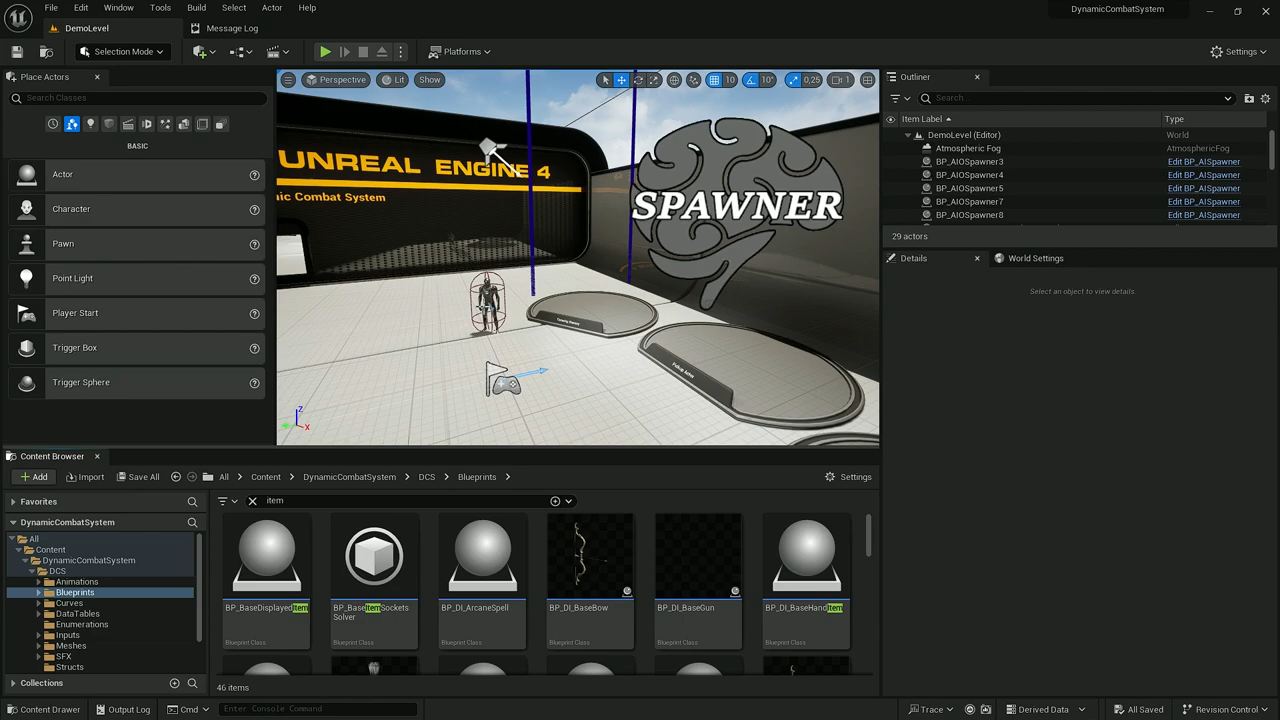 File Edit Window Tools Build Select Actor Help
DynamicCombatSystem
DemoLevel
Message Log
Selection Mode
Platforms
Settings
Place Actors
Search Classes
BASIC
Actor
Character
Pawn
Point Light
Player Start
Trigger Box
Trigger Sphere
Perspective Lit Show
10 10° 0,25 1
UNREAL ENGINE 4
ic Combat System
SPAWNER
Outliner
Search...
Item Label Type
DemoLevel (Editor) World
Atmospheric Fog AtmosphericFog
BP_AIOSpawner3 Edit BP_AISpawner
BP_AIOSpawner4 Edit BP_AISpawner
BP_AIOSpawner5 Edit BP_AISpawner
BP_AIOSpawner7 Edit BP_AISpawner
BP_AIOSpawner8 Edit BP_AISpawner
29 actors
Details
World Settings
Select an object to view details.
Content Browser
Add Import Save All All Content DynamicCombatSystem DCS Blueprints Settings
Favorites
DynamicCombatSystem
All
Content
DynamicCombatSystem
DCS
Animations
Blueprints
Curves
DataTables
Enumerations
Inputs
Meshes
SFX
Structs
Collections
item
BP_BaseDisplayedItem
Blueprint Class
BP_BaseItemSockets
Solver
Blueprint Class
BP_DI_ArcaneSpell
Blueprint Class
BP_DI_BaseBow
Blueprint Class
BP_DI_BaseGun
Blueprint Class
BP_DI_BaseHandItem
Blueprint Class
46 items
Content Drawer Output Log Cmd Enter Console Command Trace Derived Data All Saved Revision Control